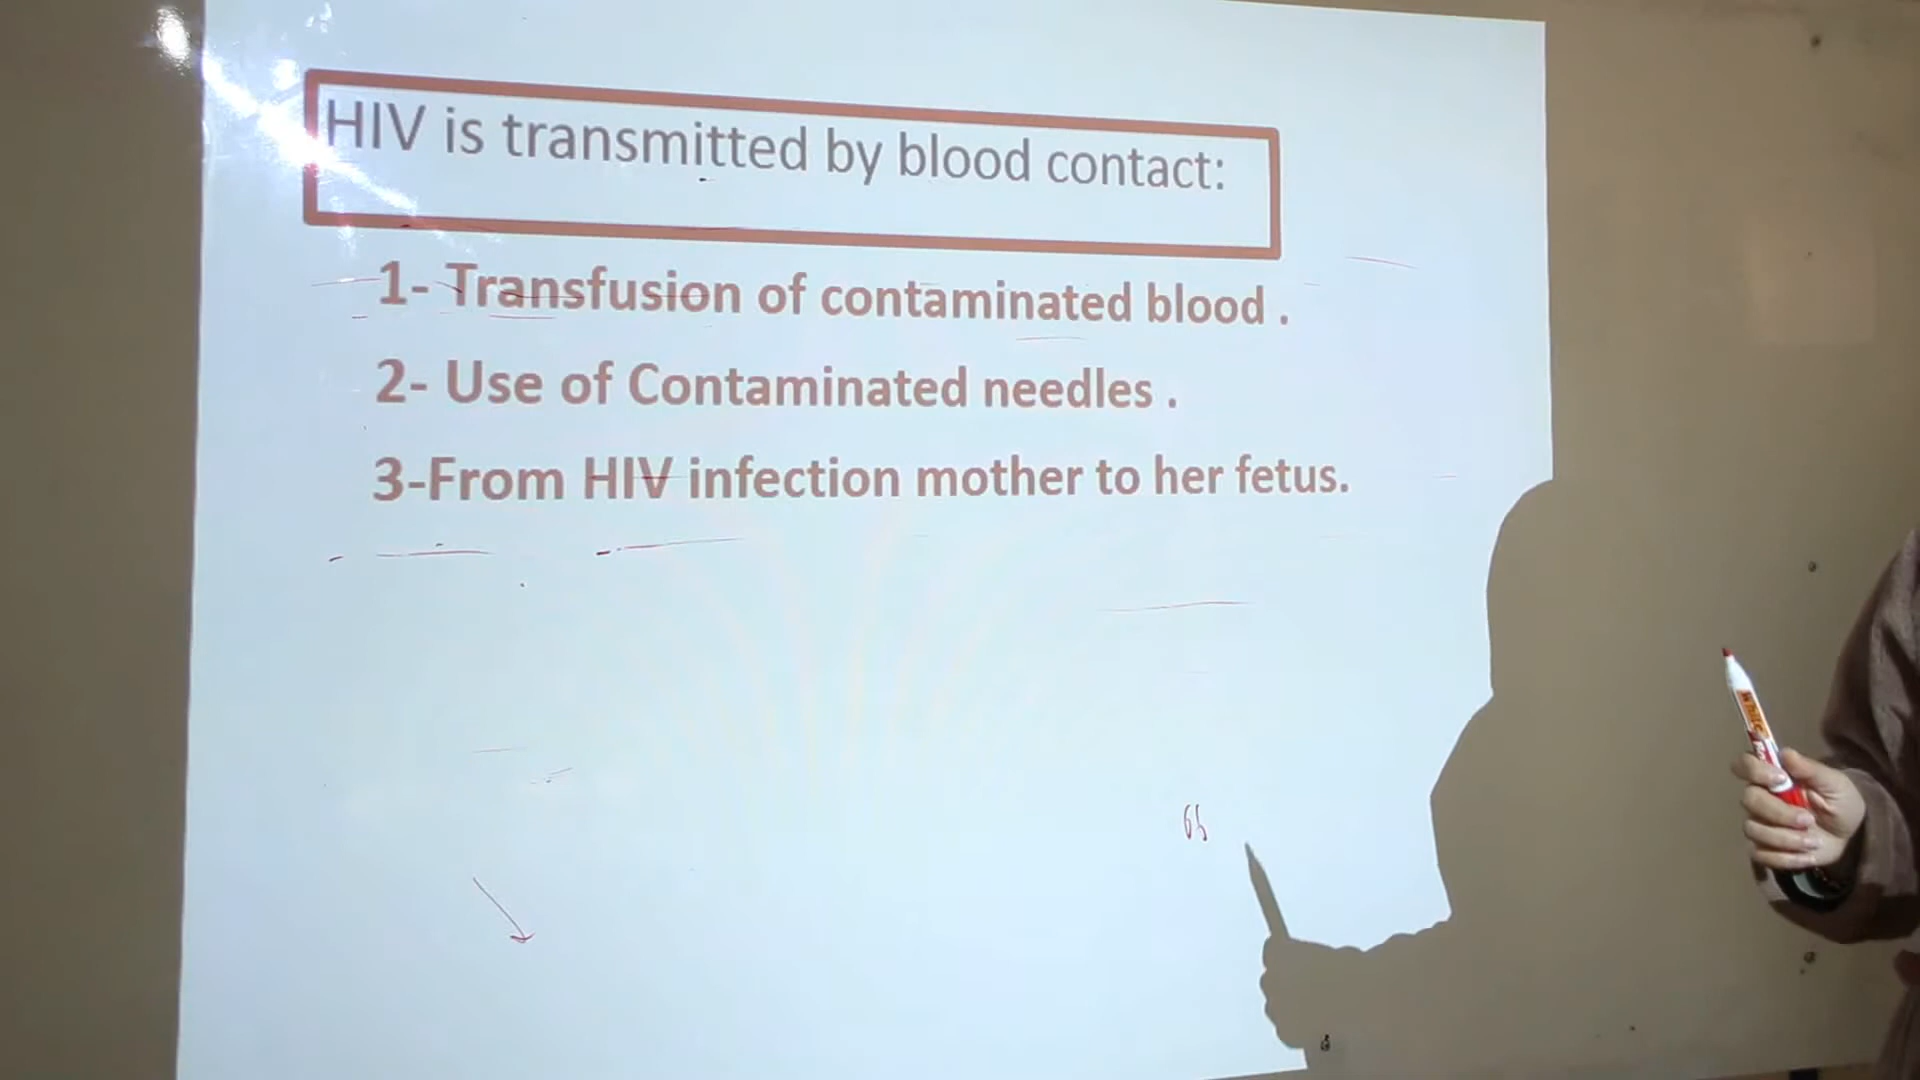 HIV is transmitted by blood contact:
1- Transfusion of contaminated blood .
2- Use of Contaminated needles .
3-From HIV infection mother to her fetus.
White